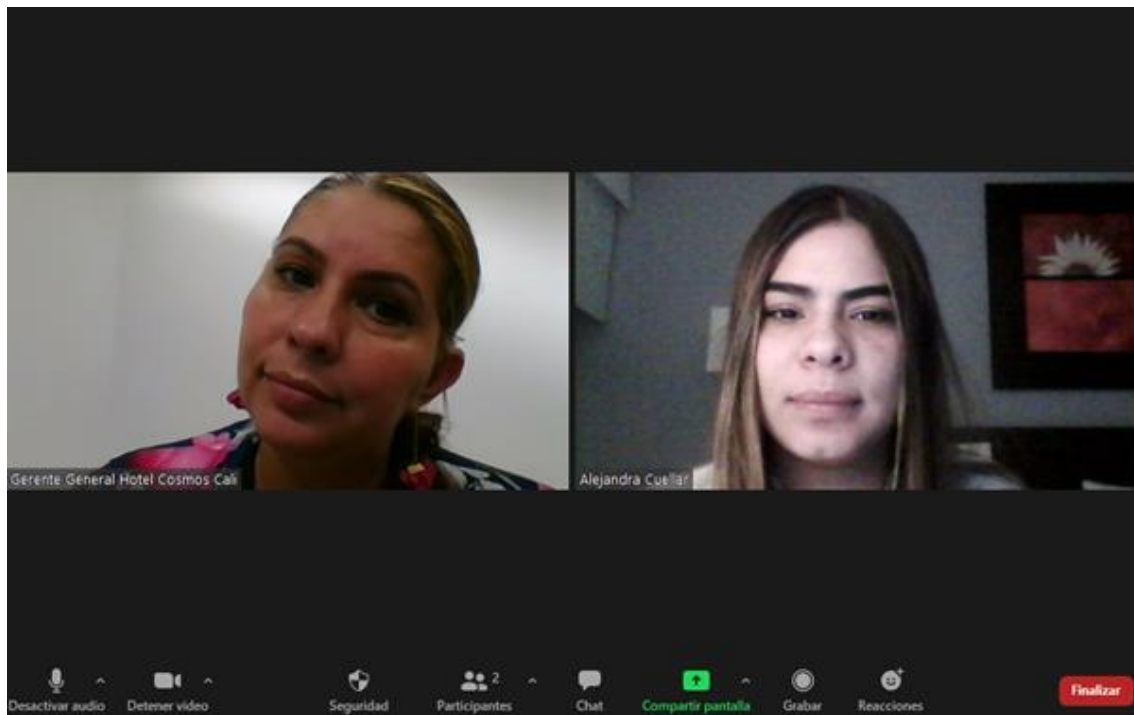 Gerente General Hotel Cosmos Cali
Alejandra Cuellar
Desactivar audio
Detener video
Seguridad
Participantes 2
Chat
Compartir pantalla
Grabar
Reacciones
Finalizar